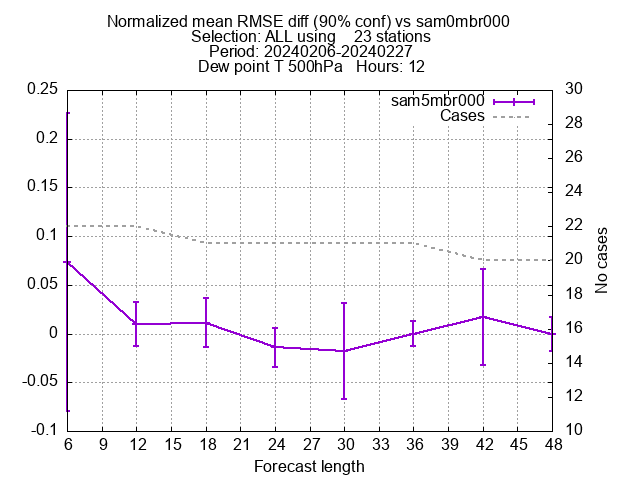 Normalized mean RMSE diff (90% conf) vs sam0mbr000
Selection: ALL using    23 stations
Period: 20240206-20240227
Dew point T 500hPa   Hours: 12
sam5mbr000
Cases
0.25
0.2
0.15
0.1
0.05
0
-0.05
-0.1
30
28
26
24
22
20
18
16
14
12
10
No cases
6 9 12 15 18 21 24 27 30 33 36 39 42 45 48
Forecast length